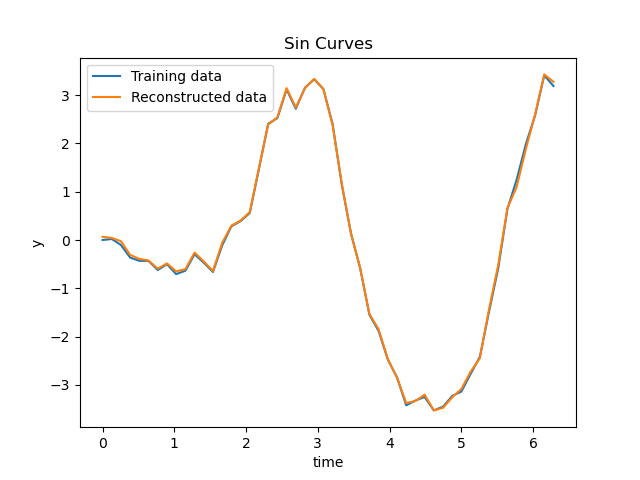 Sin Curves
Training data
Reconstructed data
3
2
1
0
−1
−2
−3
y
0 1 2 3 4 5 6
time